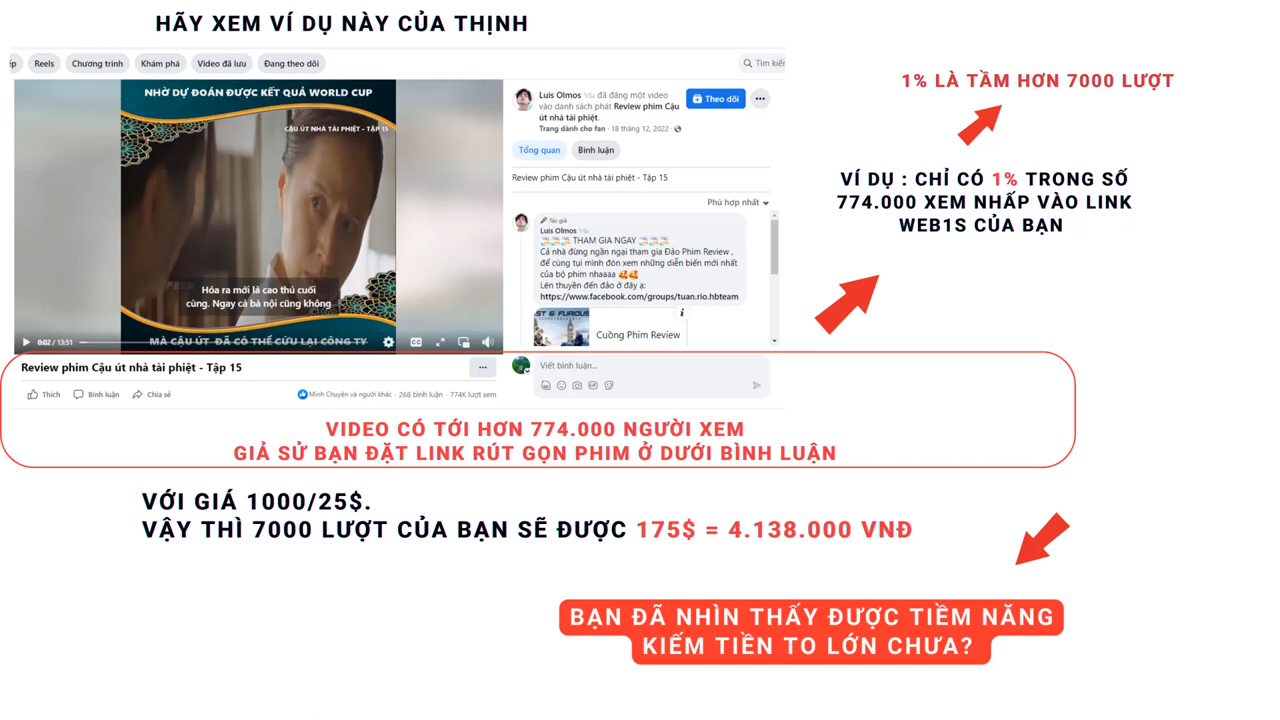 HÃY XEM VÍ DỤ NÀY CỦA THỊNH
Reels
Chương trình
Khám phá
Video đã lưu
Đang theo dõi
Tìm kiến
NHỜ DỰ ĐOÁN ĐƯỢC KẾT QUẢ WORLD CUP
CẬU ÚT NHÀ TÀI PHIỆT - TẬP 15
Hóa ra mới là cao thủ cuối
cùng. Ngay cả bà nội cũng không
MÀ CẬU ÚT ĐÃ CÓ THỂ CỨU LẠI CÔNG TY
0:02 / 13:51
Luis Olmos đã đăng một video
vào danh sách phát Review phim Cậu
út nhà tài phiệt.
Trang dành cho fan · 18 tháng 12, 2022 ·
Theo dõi
Tổng quan
Bình luận
Review phim Cậu út nhà tài phiệt - Tập 15
Phù hợp nhất
Tác giả
Luis Olmos
THAM GIA NGAY
Cả nhà đừng ngần ngại tham gia Đảo Phim Review ,
để cùng tụi mình đón xem những diễn biến mới nhất
của bộ phim nhaaaa
Lên thuyền đến đảo ở đây ạ:
https://www.facebook.com/groups/tuan.rio.hbteam
ST & FURIOUS
Cuồng Phim Review
Review phim Cậu út nhà tài phiệt - Tập 15
Thích
Bình luận
Chia sẻ
Minh Chuyện và người khác · 268 bình luận · 774K lượt xem
Viết bình luận...
VIDEO CÓ TỚI HƠN 774.000 NGƯỜI XEM
GIẢ SỬ BẠN ĐẶT LINK RÚT GỌN PHIM Ở DƯỚI BÌNH LUẬN
1% LÀ TẦM HƠN 7000 LƯỢT
VÍ DỤ : CHỈ CÓ 1% TRONG SỐ
774.000 XEM NHẤP VÀO LINK
WEB1S CỦA BẠN
VỚI GIÁ 1000/25$.
VẬY THÌ 7000 LƯỢT CỦA BẠN SẼ ĐƯỢC 175$ = 4.138.000 VNĐ
BẠN ĐÃ NHÌN THẤY ĐƯỢC TIỀM NĂNG
KIẾM TIỀN TO LỚN CHƯA?